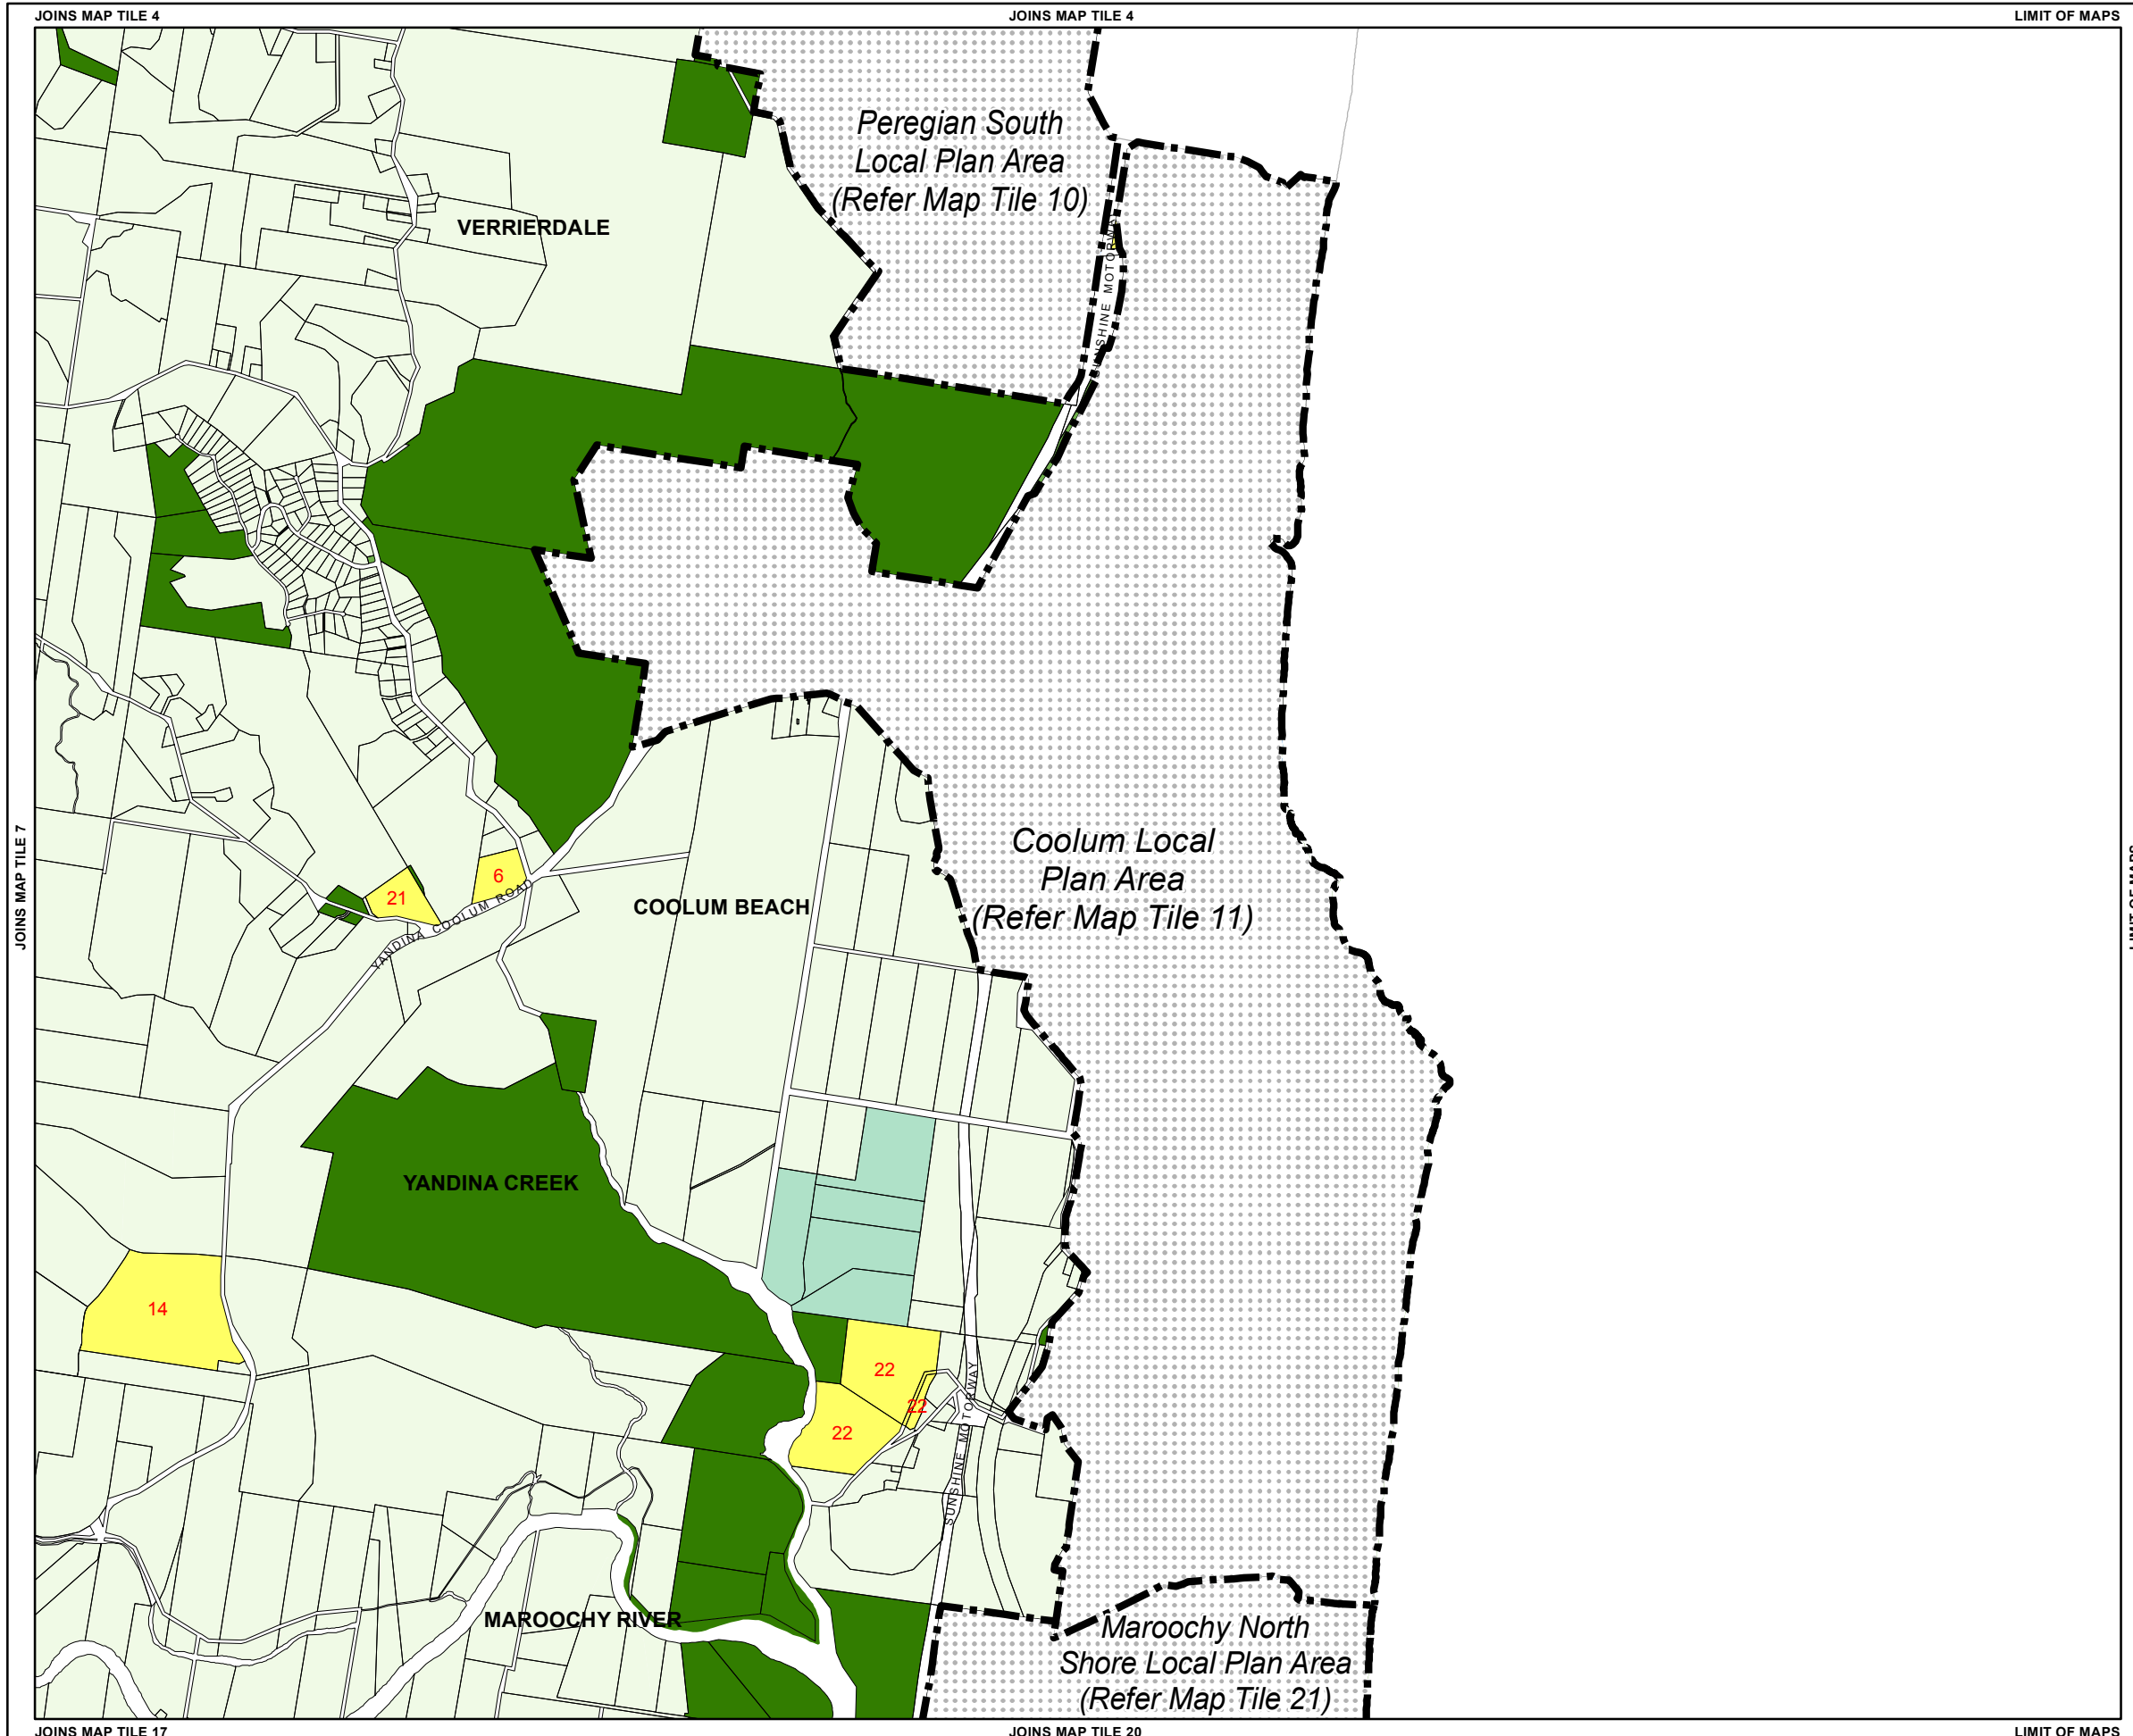 JOINS MAP TILE 4
JOINS MAP TILE 4
LIMIT OF MAPS
Peregian South
Local Plan Area
(Refer Map Tile 10)
VERRIERDALE
SUNSHINE MOTORWAY
JOINS MAP TILE 7
LIMIT OF MAPS
Coolum Local
Plan Area
(Refer Map Tile 11)
6
21
YANDINA COOLUM ROAD
COOLUM BEACH
YANDINA CREEK
14
22
22
22
SUNSHINE MOTORWAY
MAROOCHY RIVER
Maroochy North
Shore Local Plan Area
(Refer Map Tile 21)
JOINS MAP TILE 17
JOINS MAP TILE 20
LIMIT OF MAPS